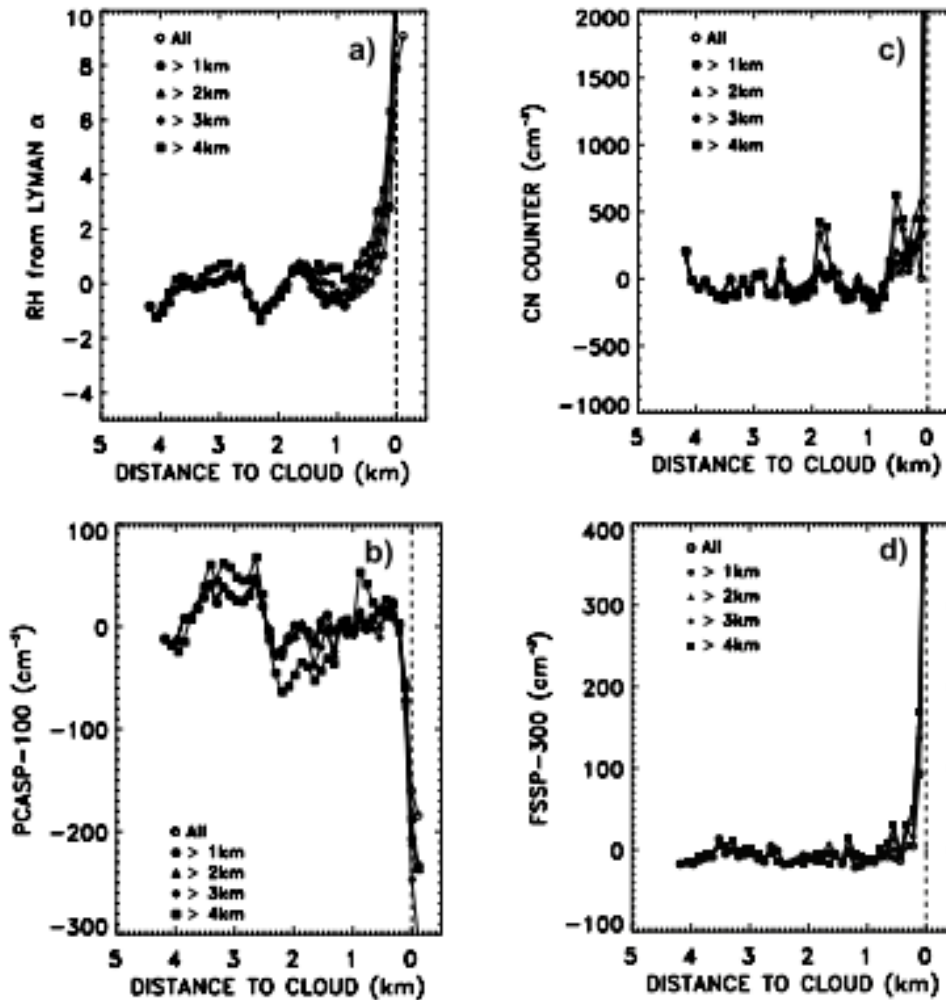 a)
RH from LYMAN α
10
8
6
4
2
0
-2
-4
All
> 1km
> 2km
> 3km
> 4km
5 4 3 2 1 0
DISTANCE TO CLOUD (km)
c)
CN COUNTER (cm⁻³)
2000
1500
1000
500
0
-500
-1000
All
> 1km
> 2km
> 3km
> 4km
5 4 3 2 1 0
DISTANCE TO CLOUD (km)
b)
PCASP-100 (cm⁻³)
100
0
-100
-200
-300
All
> 1km
> 2km
> 3km
> 4km
5 4 3 2 1 0
DISTANCE TO CLOUD (km)
d)
FSSP-300 (cm⁻³)
400
300
200
100
0
-100
All
> 1km
> 2km
> 3km
> 4km
5 4 3 2 1 0
DISTANCE TO CLOUD (km)